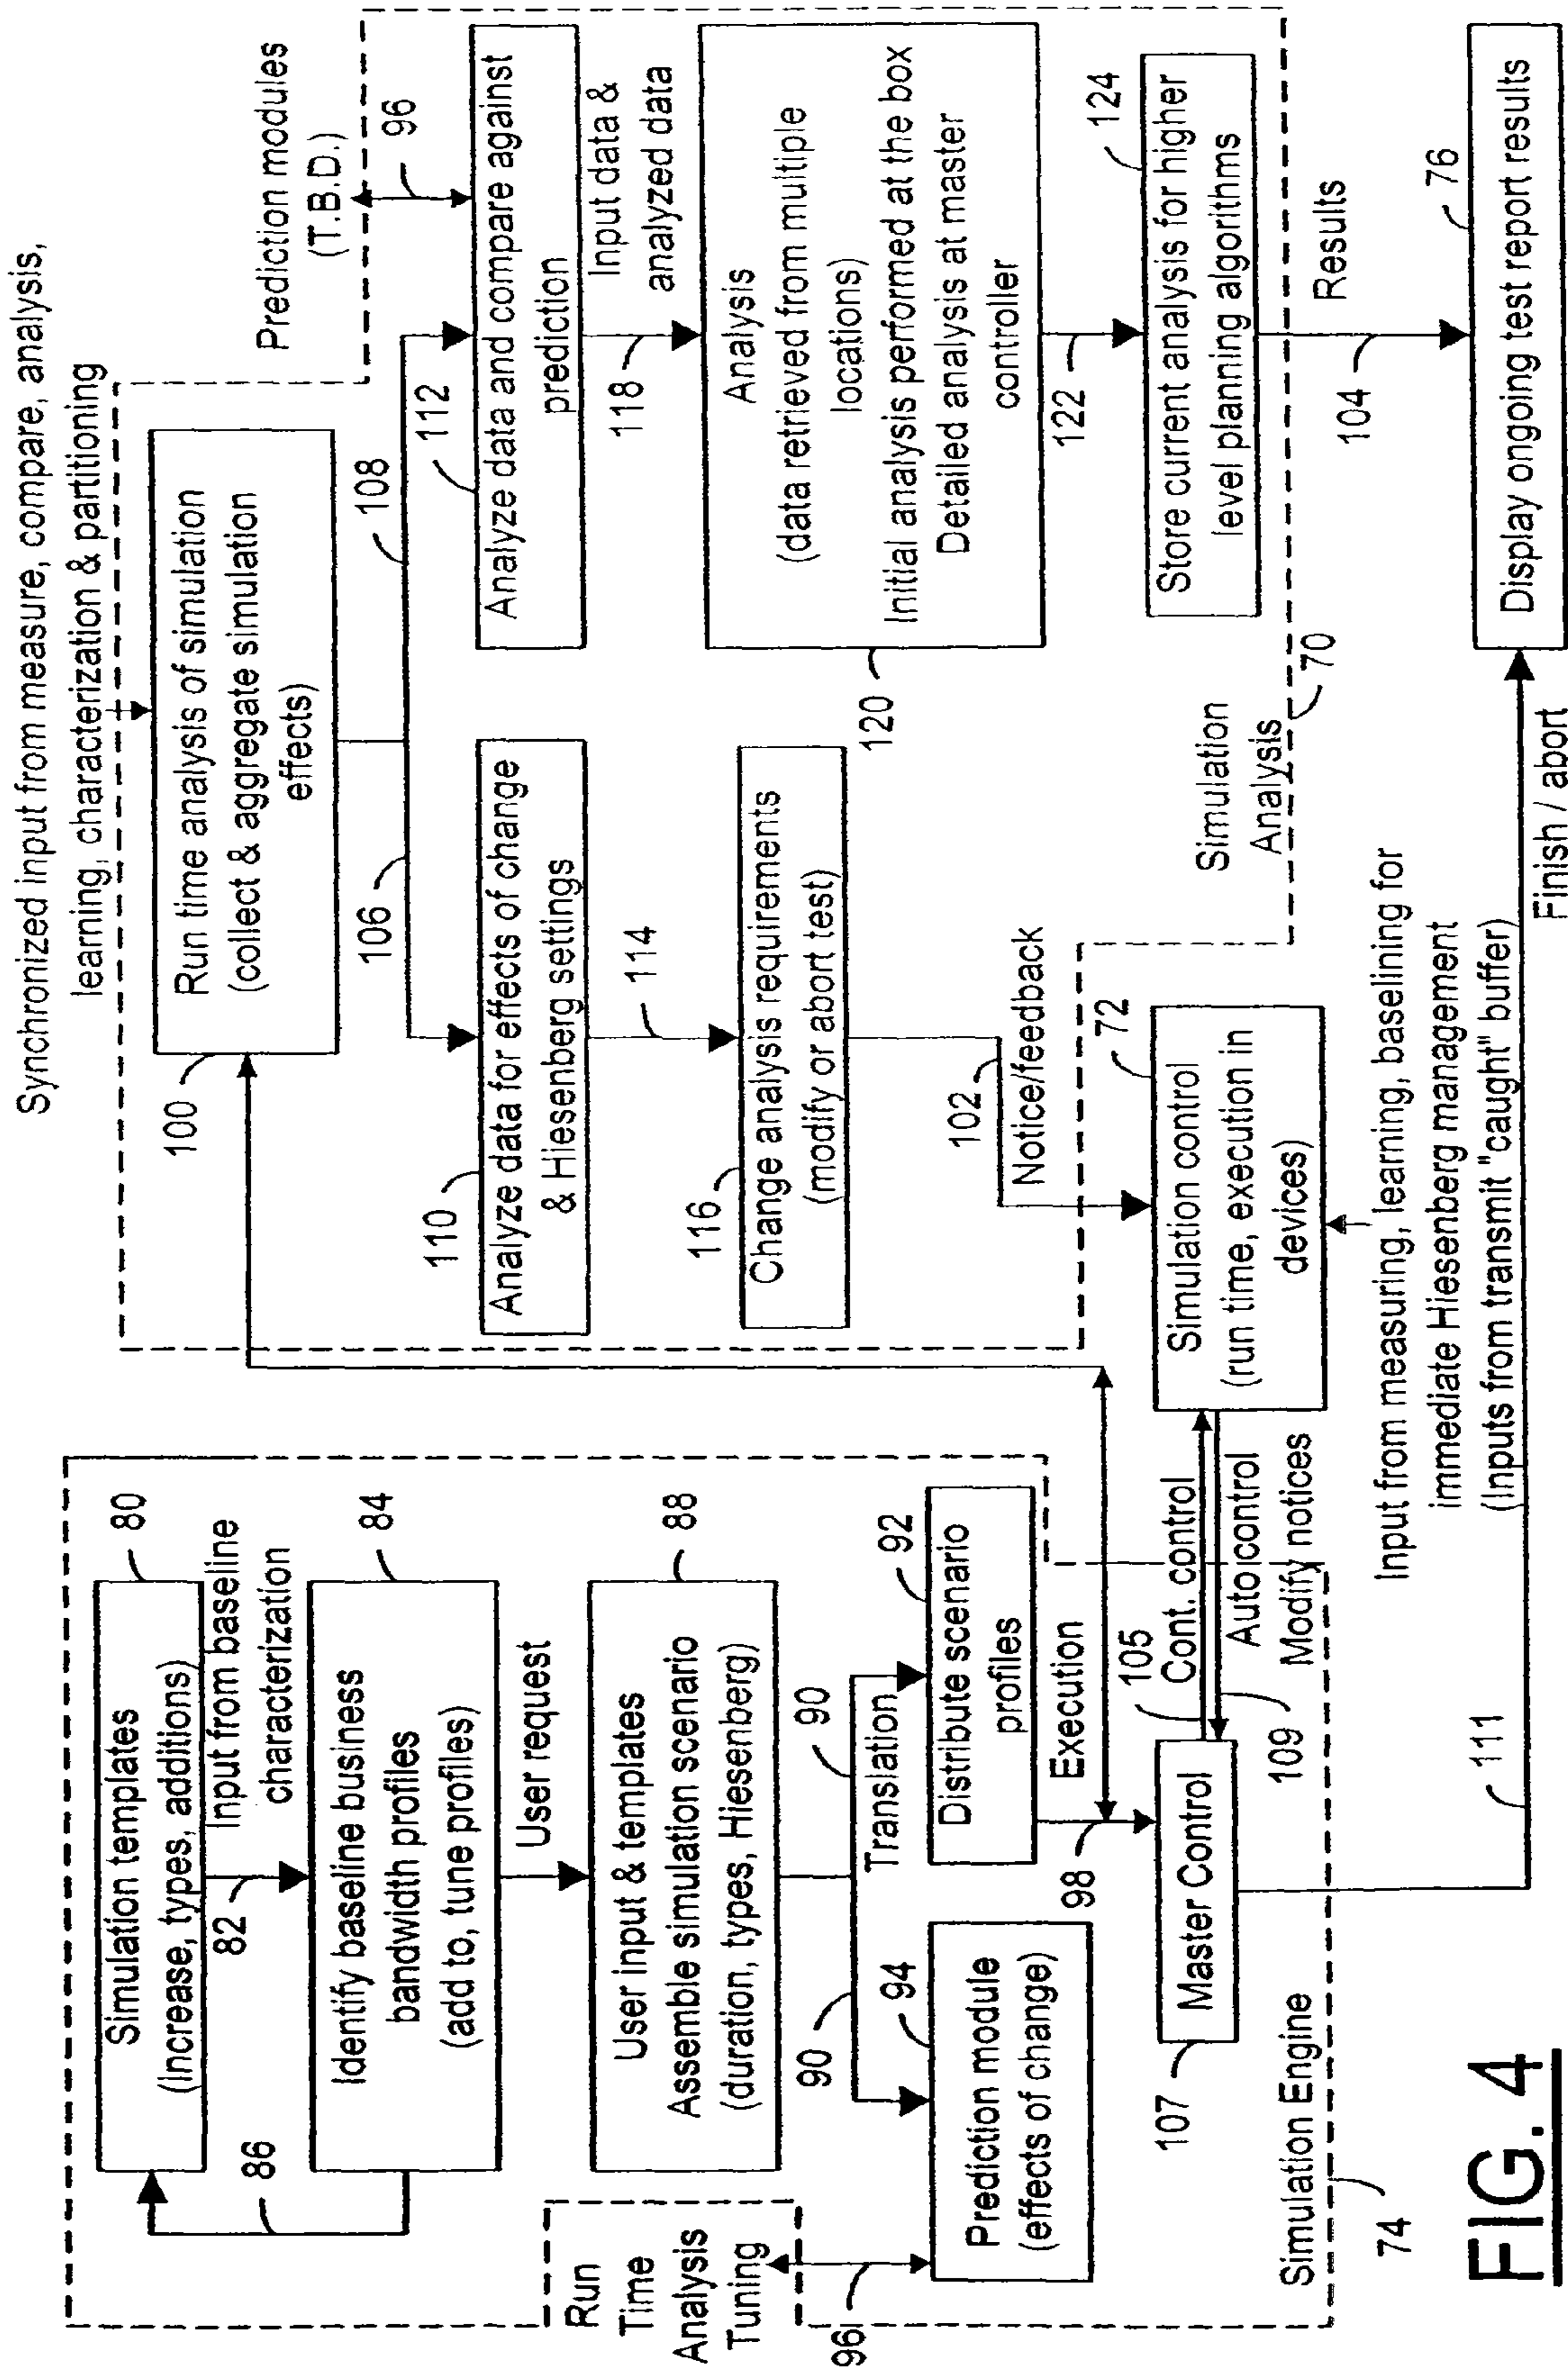 Simulation templates
(increase, types, additions)
80
82
Input from baseline
characterization
Identify baseline business
bandwidth profiles
(add to, tune profiles)
84
86
User request
User input & templates
Assemble simulation scenario
(duration, types, Hiesenberg)
88
90
90
Translation
Run
Time
Analysis
Tuning
96
Prediction module
(effects of change)
94
Distribute scenario
profiles
92
98
Execution
Master Control
107
105
Cont. control
Autoicontrol
Modify notices
109
Simulation Engine
74
111
Finish / abort
Synchronized input from measure, compare, analysis,
learning, characterization & partitioning
Run time analysis of simulation
(collect & aggregate simulation
effects)
100
106
108
Prediction modules
(T.B.D.)
96
Analyze data for effects of change
& Hiesenberg settings
110
114
Change analysis requirements
(modify or abort test)
116
102
Notice/feedback
Simulation control
(run time, execution in
devices)
72
Input from measuring, learning, baselining for
immediate Hiesenberg management
(Inputs from transmit "caught" buffer)
112
Analyze data and compare against
prediction
118
Input data &
analyzed data
Analysis
(data retrieved from multiple
locations)
Initial analysis performed at the box
Detailed analysis at master
controller
120
122
Store current analysis for higher
level planning algorithms
124
Simulation
Analysis
70
104
Results
Display ongoing test report results
76
FIG. 4